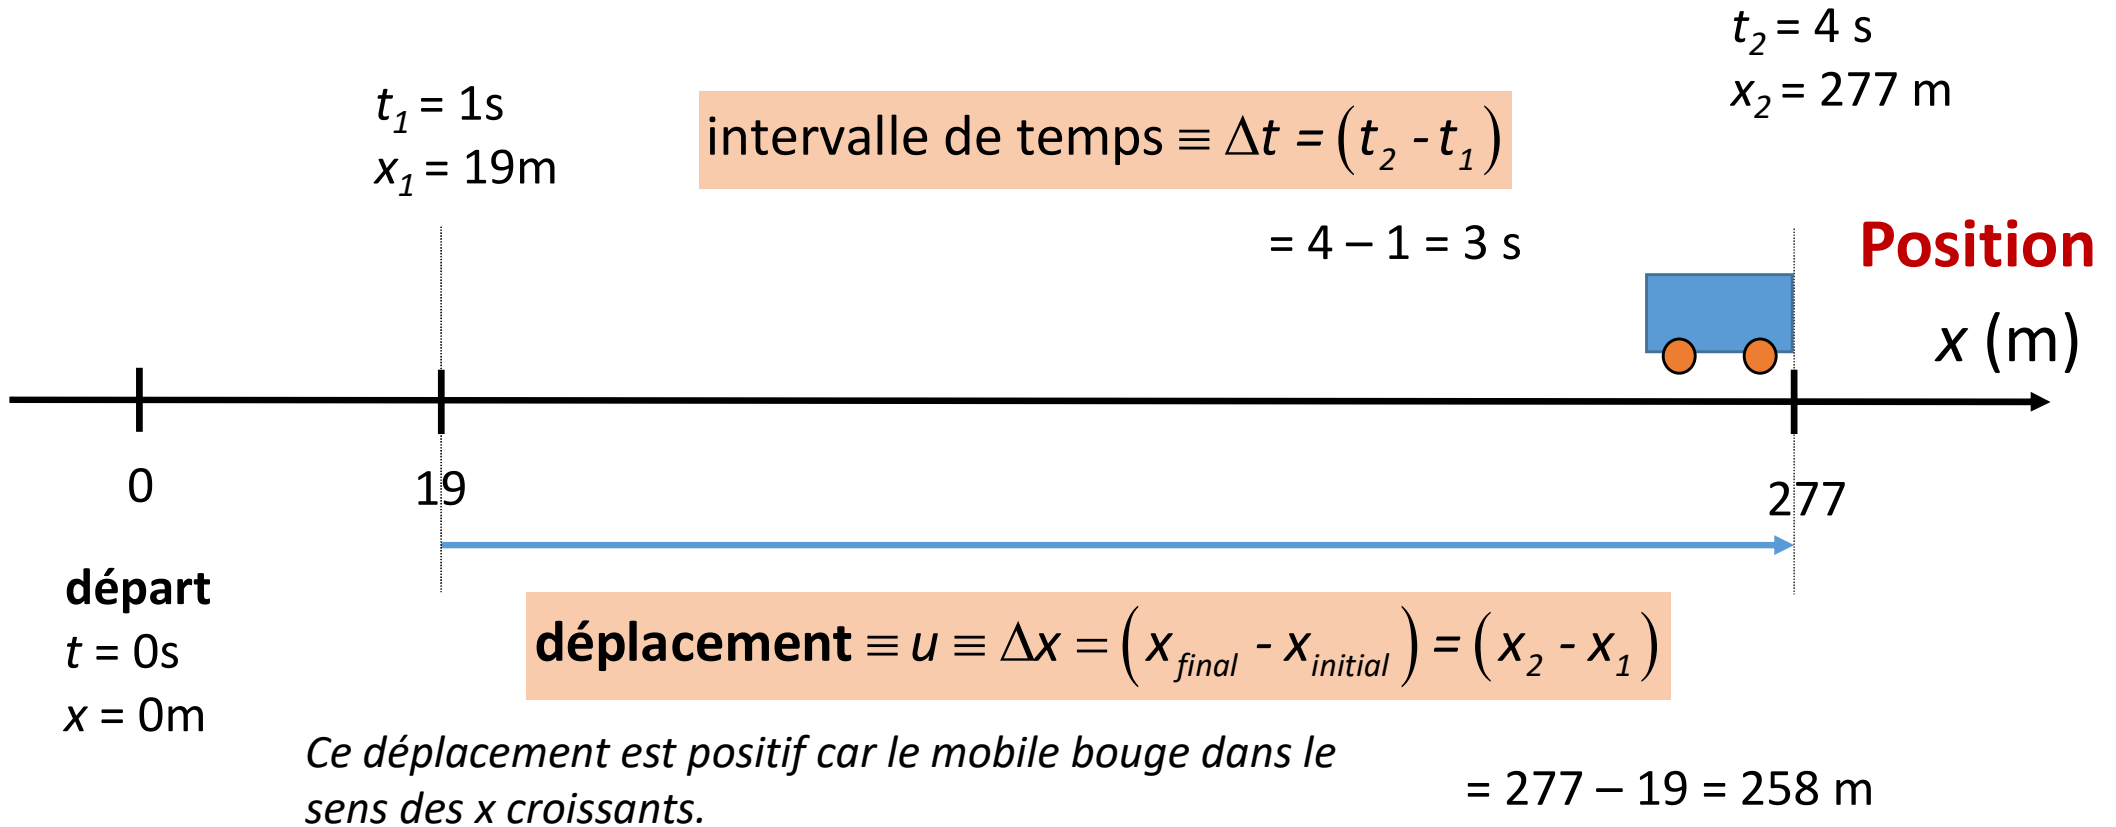 t₂ = 4 s
x₂ = 277 m
t₁ = 1s
x₁ = 19m
intervalle de temps ≡ Δt = (t₂ - t₁)
= 4 – 1 = 3 s
Position
x (m)
0
19
277
départ
t = 0s
x = 0m
déplacement ≡ u ≡ Δx = (x_final - x_initial) = (x₂ - x₁)
Ce déplacement est positif car le mobile bouge dans le
sens des x croissants.
= 277 – 19 = 258 m